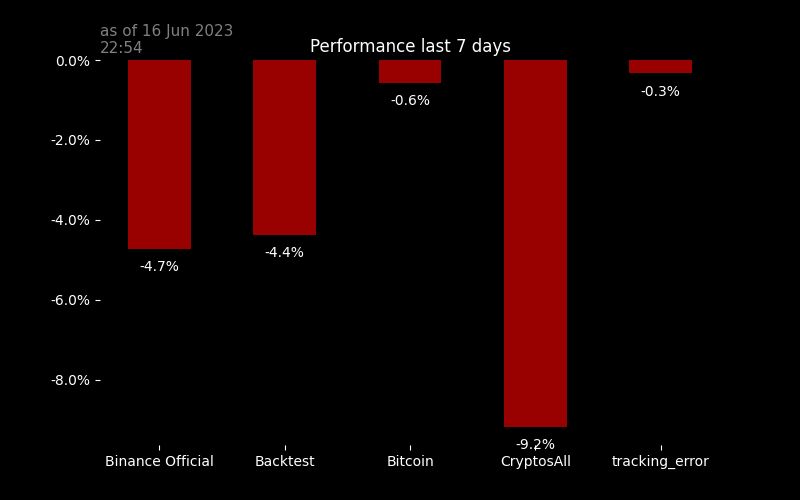 as of 16 Jun 2023
22:54
Performance last 7 days
0.0%
-2.0%
-4.0%
-6.0%
-8.0%
-4.7%
-4.4%
-0.6%
-9.2%
-0.3%
Binance Official
Backtest
Bitcoin
CryptosAll
tracking_error